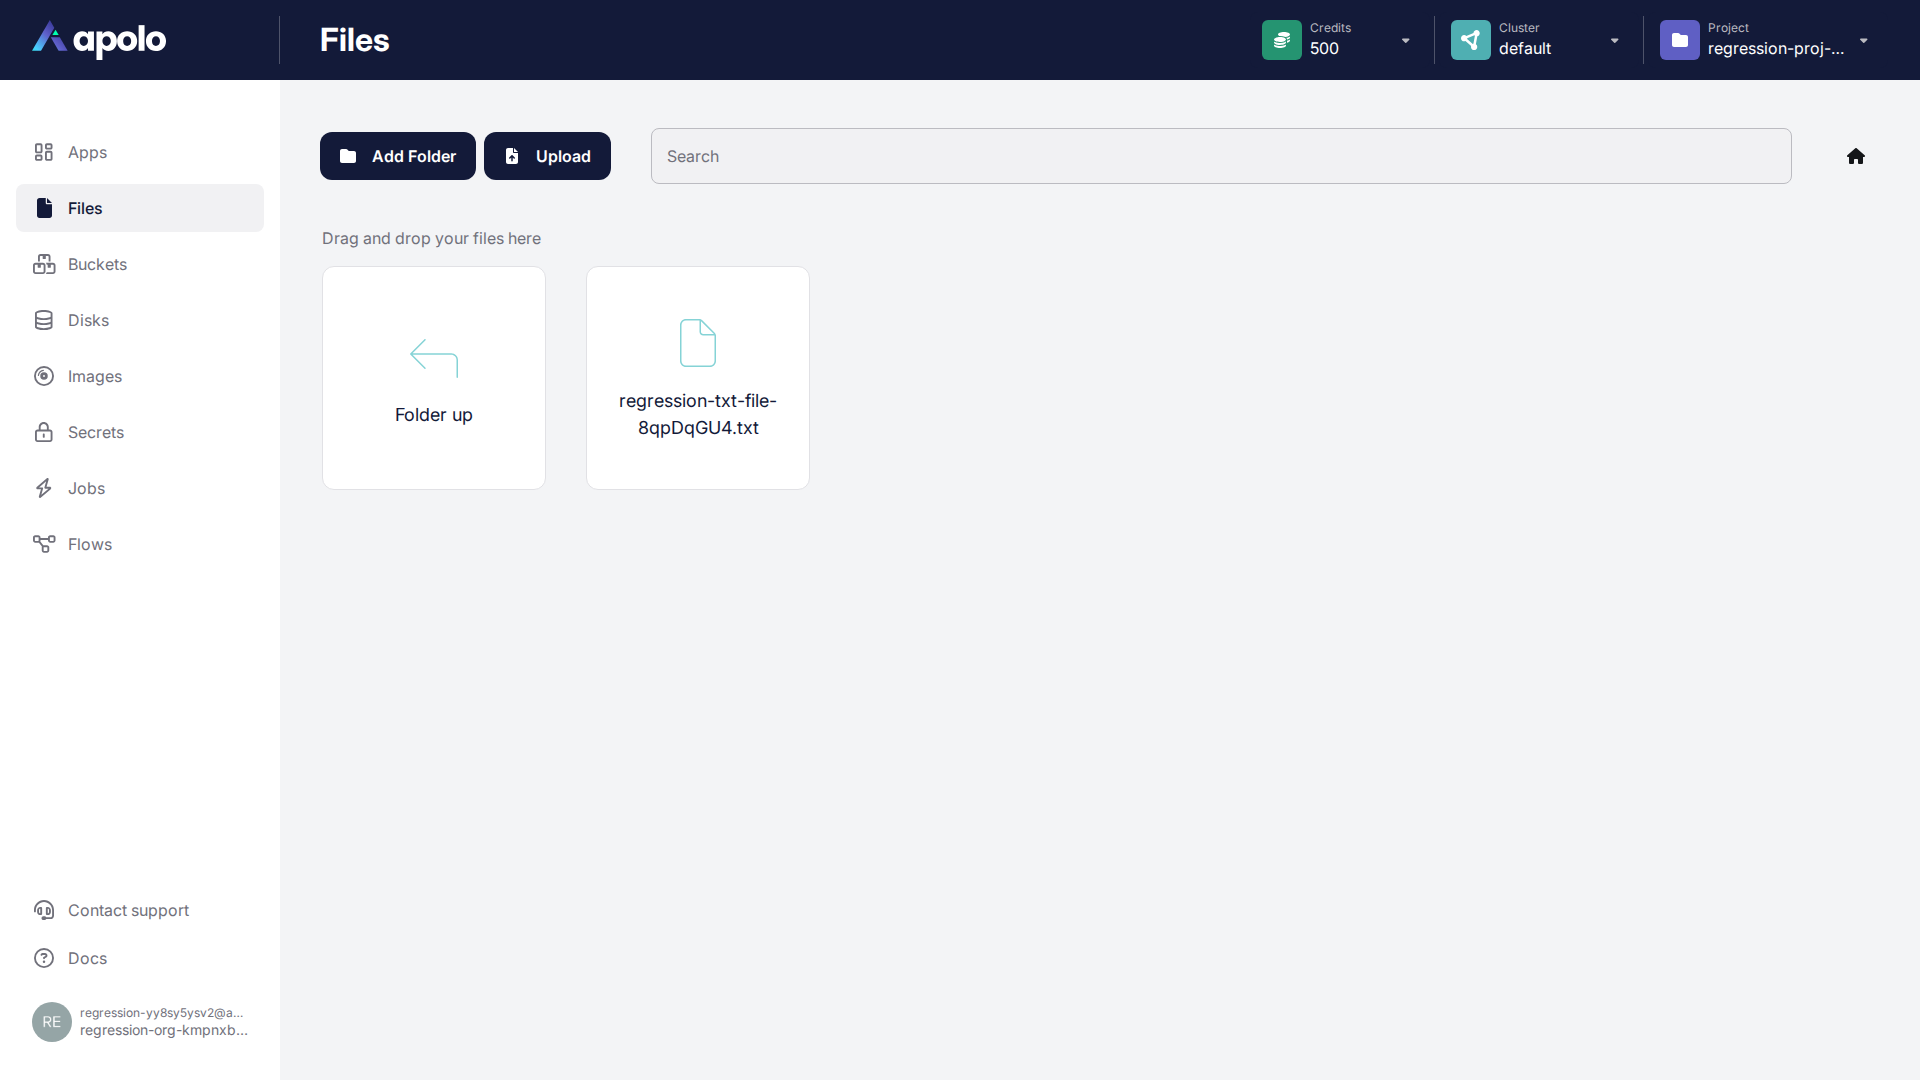 apolo
Files
Credits
500
Cluster
default
Project
regression-proj-...
Apps
Files
Buckets
Disks
Images
Secrets
Jobs
Flows
Contact support
Docs
RE
regression-yy8sy5ysv2@a...
regression-org-kmpnxb...
Add Folder
Upload
Search
Drag and drop your files here
Folder up
regression-txt-file-
8qpDqGU4.txt